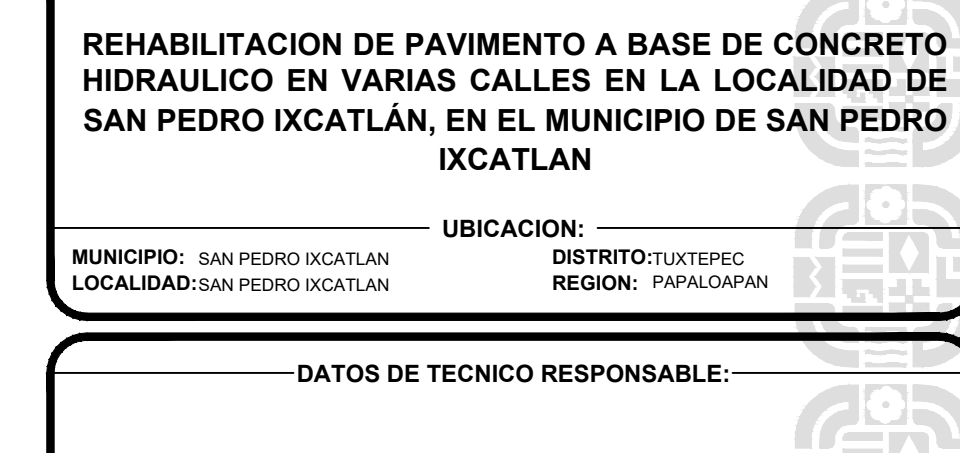 REHABILITACION DE PAVIMENTO A BASE DE CONCRETO
HIDRAULICO EN VARIAS CALLES EN LA LOCALIDAD DE
SAN PEDRO IXCATLÁN, EN EL MUNICIPIO DE SAN PEDRO
IXCATLAN
UBICACION:
MUNICIPIO: SAN PEDRO IXCATLAN DISTRITO:TUXTEPEC
LOCALIDAD:SAN PEDRO IXCATLAN REGION: PAPALOAPAN
DATOS DE TECNICO RESPONSABLE: